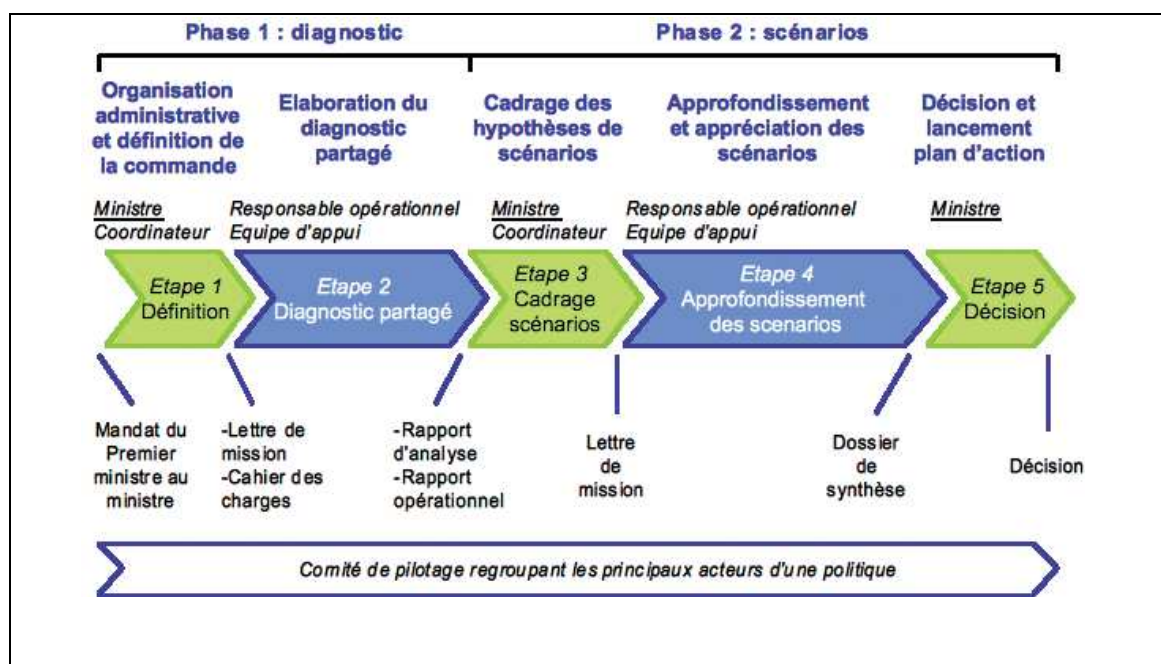 Phase 1 : diagnostic
Phase 2 : scénarios
Organisation
administrative
et définition de
la commande
Elaboration du
diagnostic
partagé
Cadrage des
hypothèses de
scénarios
Approfondissement
et appréciation des
scénarios
Décision et
lancement
plan d'action
Ministre
Coordinateur
Responsable opérationnel
Equipe d'appui
Ministre
Coordinateur
Responsable opérationnel
Equipe d'appui
Ministre
Etape 1
Définition
Etape 2
Diagnostic partagé
Etape 3
Cadrage
scénarios
Etape 4
Approfondissement
des scenarios
Etape 5
Décision
Mandat du
Premier
ministre au
ministre
-Lettre de
mission
-Cahier des
charges
-Rapport
d'analyse
-Rapport
opérationnel
Lettre
de
mission
Dossier
de
synthèse
Décision
Comité de pilotage regroupant les principaux acteurs d'une politique